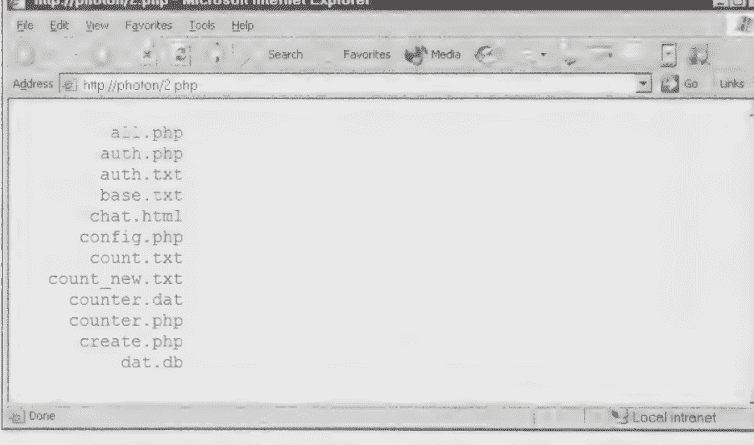 http://photon/2.php - Microsoft Internet Explorer
File Edit View Favorites Tools Help
Search Favorites Media
Address http //photon/2 php Go Links
all.php
auth.php
auth.txt
base.txt
chat.html
config.php
count.txt
count_new.txt
counter.dat
counter.php
create.php
dat.db
Done Local intranet